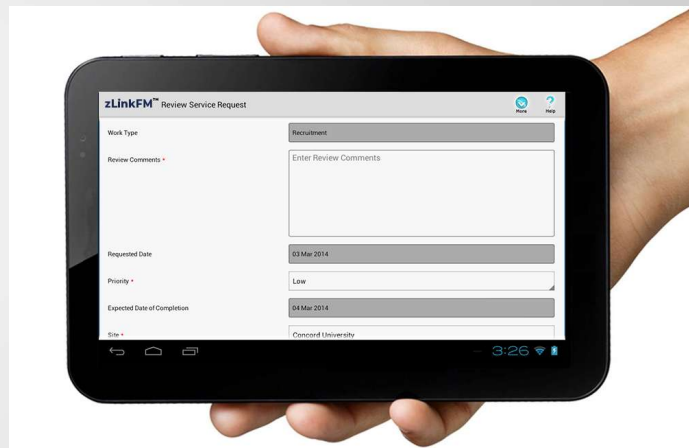 zLinkFM™ Review Service Request
More Help
Work Type Recruitment
Review Comments * Enter Review Comments
Requested Date 03 Mar 2014
Priority * Low
Expected Date of Completion 04 Mar 2014
Site * Concord University
3:26